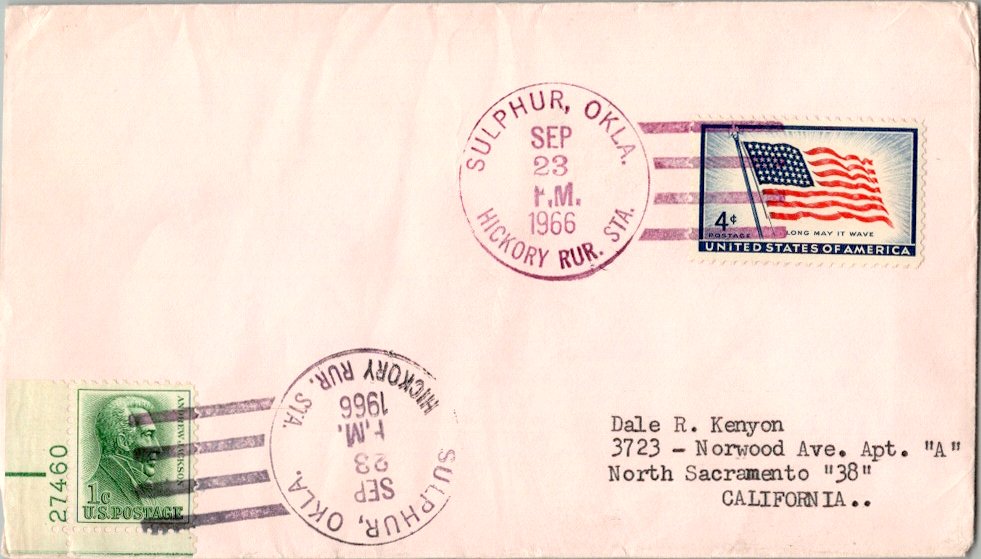 SULPHUR, OKLA.
SEP
23
P.M.
1966
HICKORY RUR. STA.
4¢
POSTAGE
LONG MAY IT WAVE
UNITED STATES OF AMERICA
HICKORY RUR. STA.
1966
P.M.
23
SEP
SULPHUR, OKLA.
27460
ANDREW JACKSON
1c
U.S. POSTAGE
Dale R. Kenyon
3723 - Norwood Ave. Apt. "A"
North Sacramento "38"
CALIFORNIA..